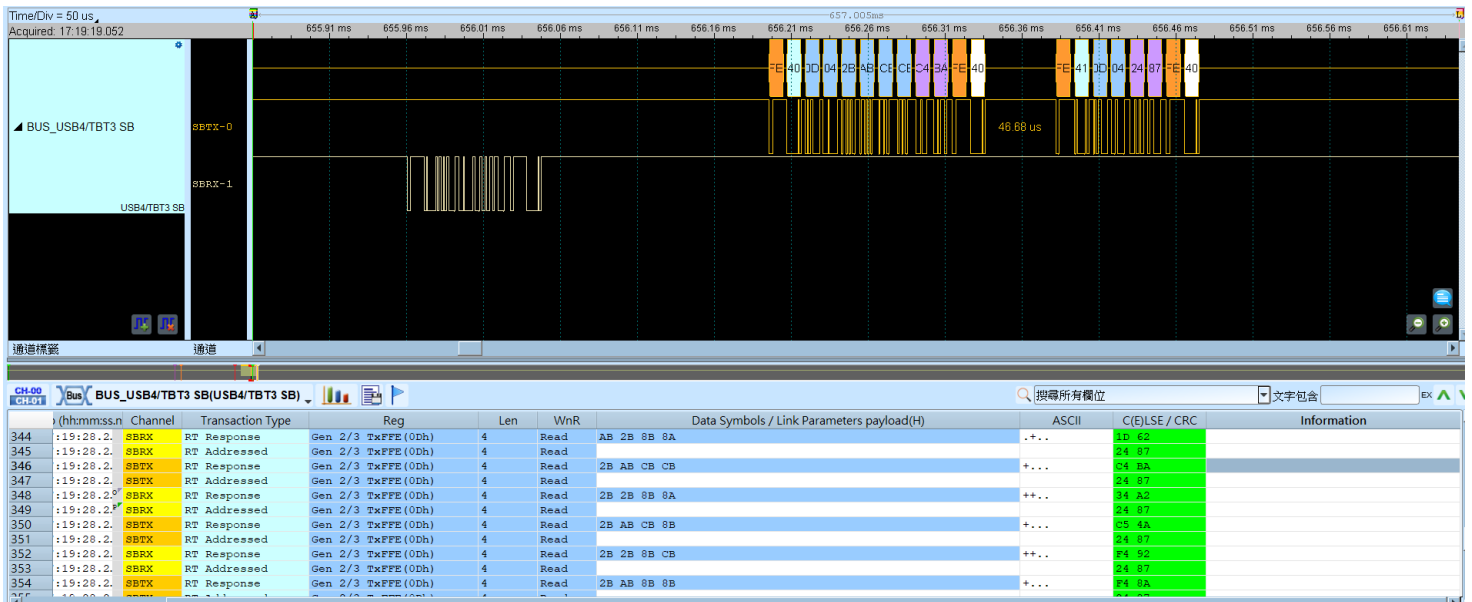 Time/Div = 50 us
657.005ms
Acquired: 17:19:19.052
655.91 ms 655.96 ms 656.01 ms 656.06 ms 656.11 ms 656.16 ms 656.21 ms 656.26 ms 656.31 ms 656.36 ms 656.41 ms 656.46 ms 656.51 ms 656.56 ms 656.61 ms
FE 40 0D 04 2B AB CE CE C4 BA FE 40 FE 41 0D 04 24 87 FE 40
BUS_USB4/TBT3 SB
SBTX-0
46.68 us
SBRX-1
USB4/TBT3 SB
通道標籤 通道
CH-00
CH-01
Bus BUS_USB4/TBT3 SB(USB4/TBT3 SB) 搜尋所有欄位 文字包含 EX
(hh:mm:ss.n Channel Transaction Type Reg Len WnR Data Symbols / Link Parameters payload(H) ASCII C(E)LSE / CRC Information
344 :19:28.2. SBRX RT Response Gen 2/3 TxFFE(0Dh) 4 Read AB 2B 8B 8A .+.. 1D 62
345 :19:28.2. SBRX RT Addressed Gen 2/3 TxFFE(0Dh) 4 Read 24 87
346 :19:28.2. SBTX RT Response Gen 2/3 TxFFE(0Dh) 4 Read 2B AB CB CB +... C4 BA
347 :19:28.2. SBTX RT Addressed Gen 2/3 TxFFE(0Dh) 4 Read 24 87
348 :19:28.2. SBRX RT Response Gen 2/3 TxFFE(0Dh) 4 Read 2B 2B 8B 8A ++.. 34 A2
349 :19:28.2. SBRX RT Addressed Gen 2/3 TxFFE(0Dh) 4 Read 24 87
350 :19:28.2. SBTX RT Response Gen 2/3 TxFFE(0Dh) 4 Read 2B AB CB 8B +... C5 4A
351 :19:28.2. SBTX RT Addressed Gen 2/3 TxFFE(0Dh) 4 Read 24 87
352 :19:28.2. SBRX RT Response Gen 2/3 TxFFE(0Dh) 4 Read 2B 2B 8B CB ++.. F4 92
353 :19:28.2. SBRX RT Addressed Gen 2/3 TxFFE(0Dh) 4 Read 24 87
354 :19:28.2. SBTX RT Response Gen 2/3 TxFFE(0Dh) 4 Read 2B AB 8B 8B +... F4 8A